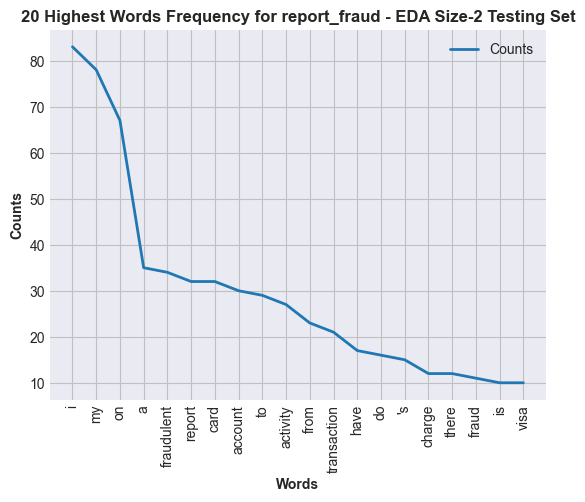 20 Highest Words Frequency for report_fraud - EDA Size-2 Testing Set
Counts
80
70
60
50
40
30
20
10
Counts
i
my
on
a
fraudulent
report
card
account
to
activity
from
transaction
have
do
's
charge
there
fraud
is
visa
Words